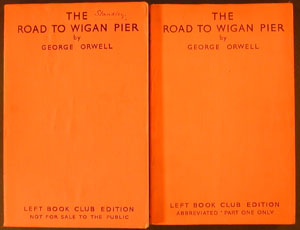 THE
ROAD TO WIGAN PIER
by
GEORGE ORWELL
LEFT BOOK CLUB EDITION
NOT FOR SALE TO THE PUBLIC
THE
ROAD TO WIGAN PIER
by
GEORGE ORWELL
LEFT BOOK CLUB EDITION
ABBREVIATED PART ONE ONLY